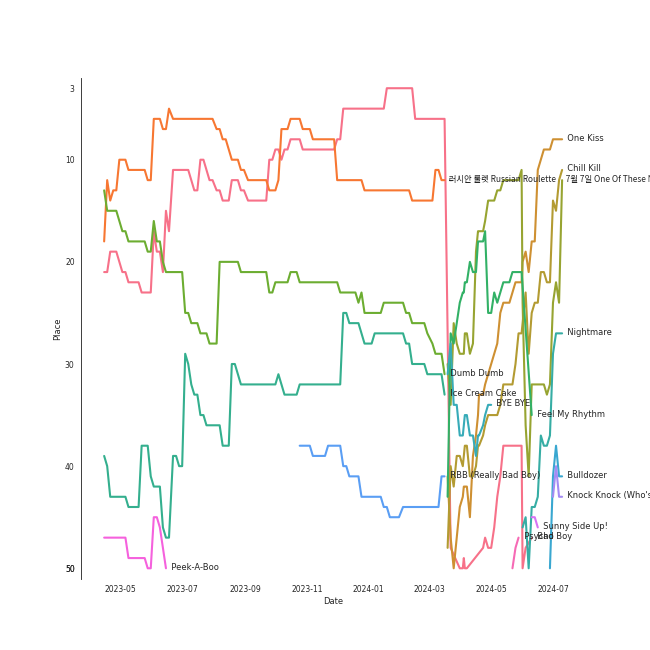 3
10
20
30
40
50
Place
2023-05
2023-07
2023-09
2023-11
2024-01
2024-03
2024-05
2024-07
Date
One Kiss
Chill Kill
러시안 룰렛 Russian Roulette
7월 7일 One Of These N
Nightmare
Dumb Dumb
Ice Cream Cake
BYE BYE
Feel My Rhythm
RBB (Really Bad Boy)
Bulldozer
Knock Knock (Who's
Sunny Side Up!
Psycho
Bad Boy
Peek-A-Boo